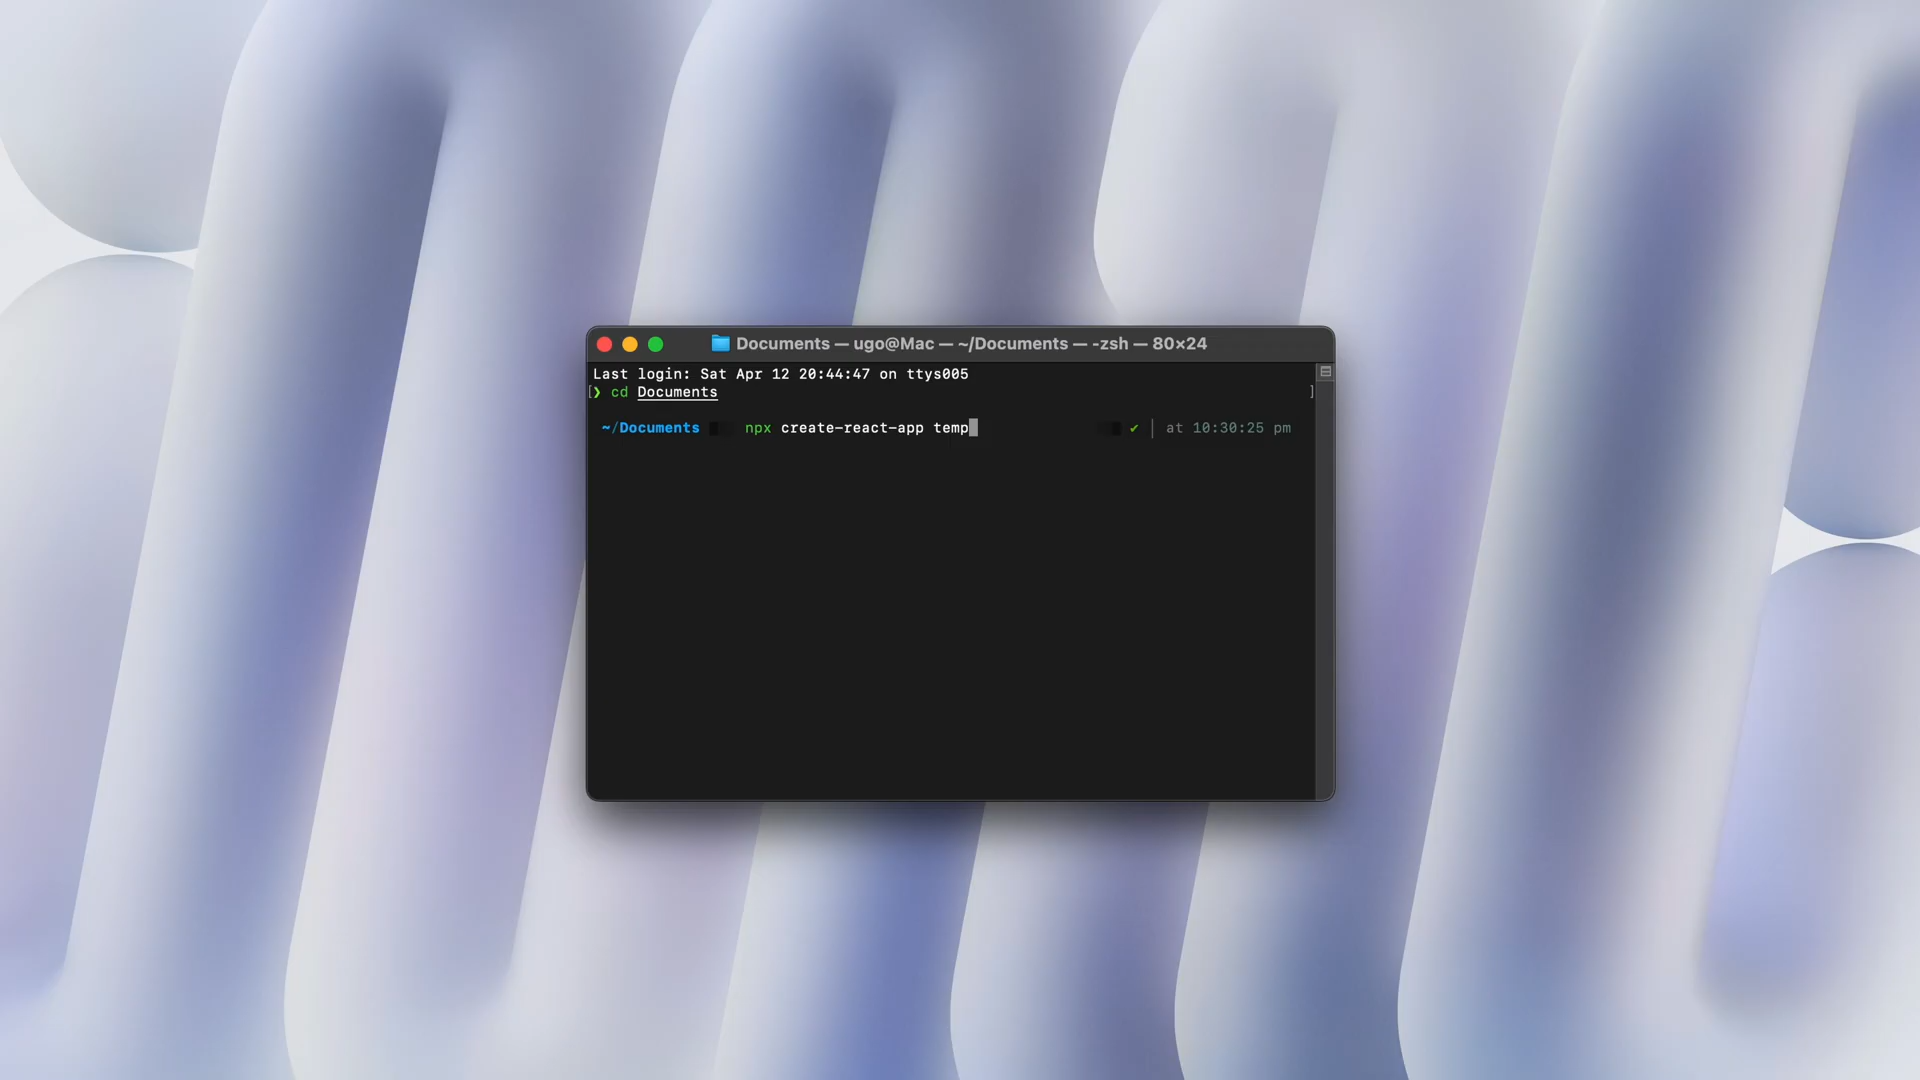 Documents — ugo@Mac — ~/Documents — -zsh — 80×24
Last login: Sat Apr 12 20:44:47 on ttys005
[❯ cd Documents ]
~/Documents npx create-react-app temp ✔ │ at 10:30:25 pm